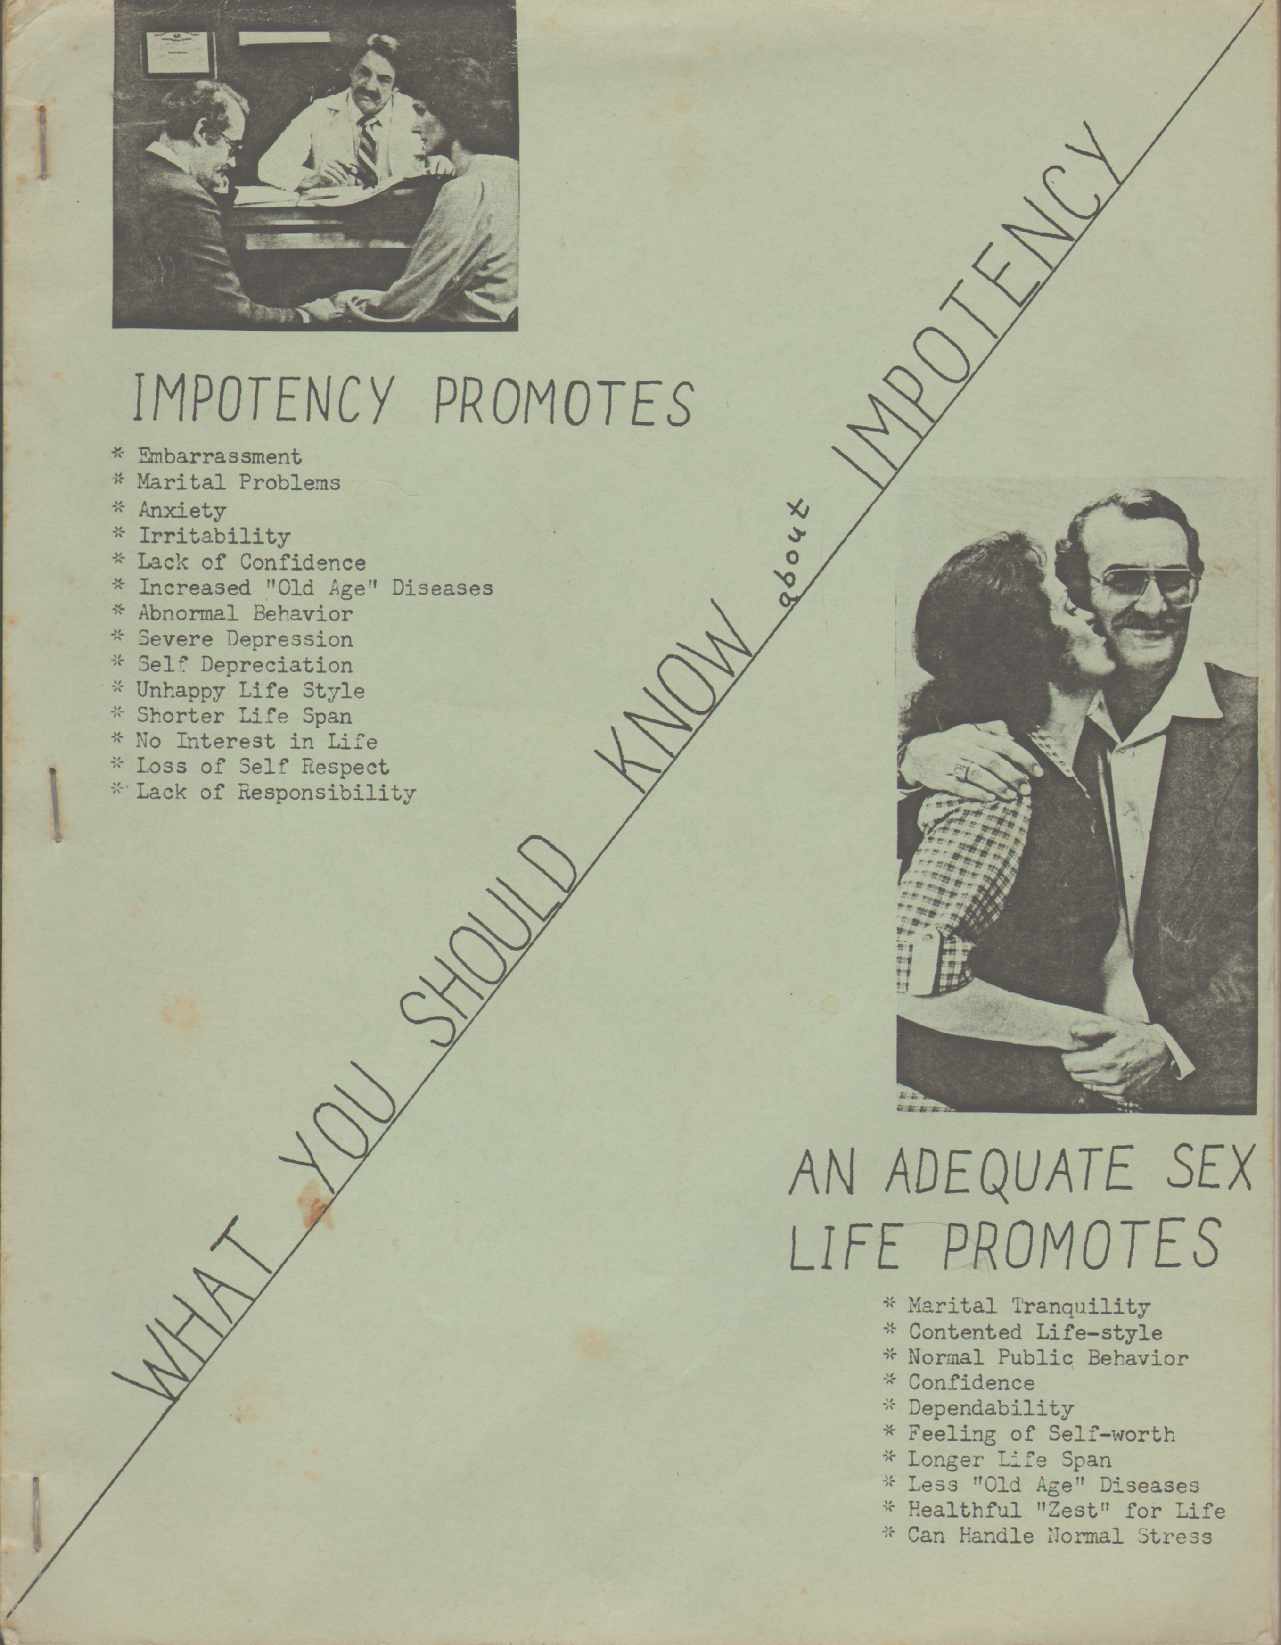 IMPOTENCY PROMOTES
* Embarrassment
* Marital Problems
* Anxiety
* Irritability
* Lack of Confidence
* Increased "Old Age" Diseases
* Abnormal Behavior
* Severe Depression
* Self Depreciation
* Unhappy Life Style
* Shorter Life Span
* No Interest in Life
* Loss of Self Respect
* Lack of Responsibility
WHAT YOU SHOULD KNOW about IMPOTENCY
AN ADEQUATE SEX
LIFE PROMOTES
* Marital Tranquility
* Contented Life-style
* Normal Public Behavior
* Confidence
* Dependability
* Feeling of Self-worth
* Longer Life Span
* Less "Old Age" Diseases
* Healthful "Zest" for Life
* Can Handle Normal Stress